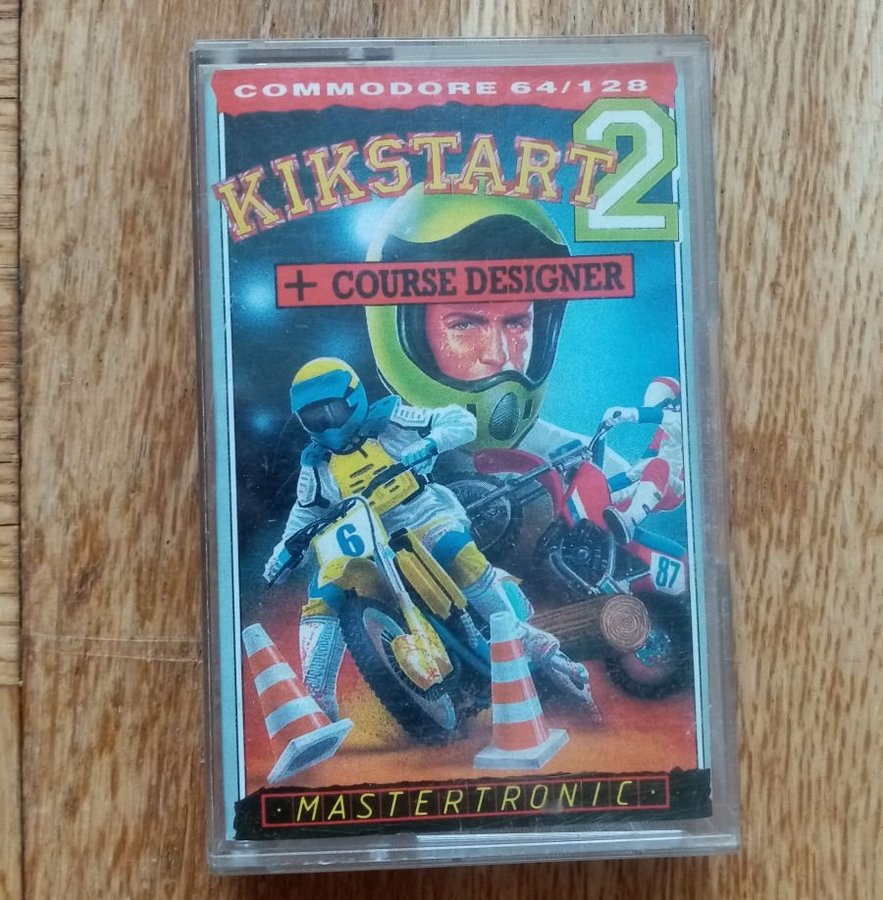 COMMODORE 64/128
KIKSTART 2
+ COURSE DESIGNER
6
87
· MASTERTRONIC ·